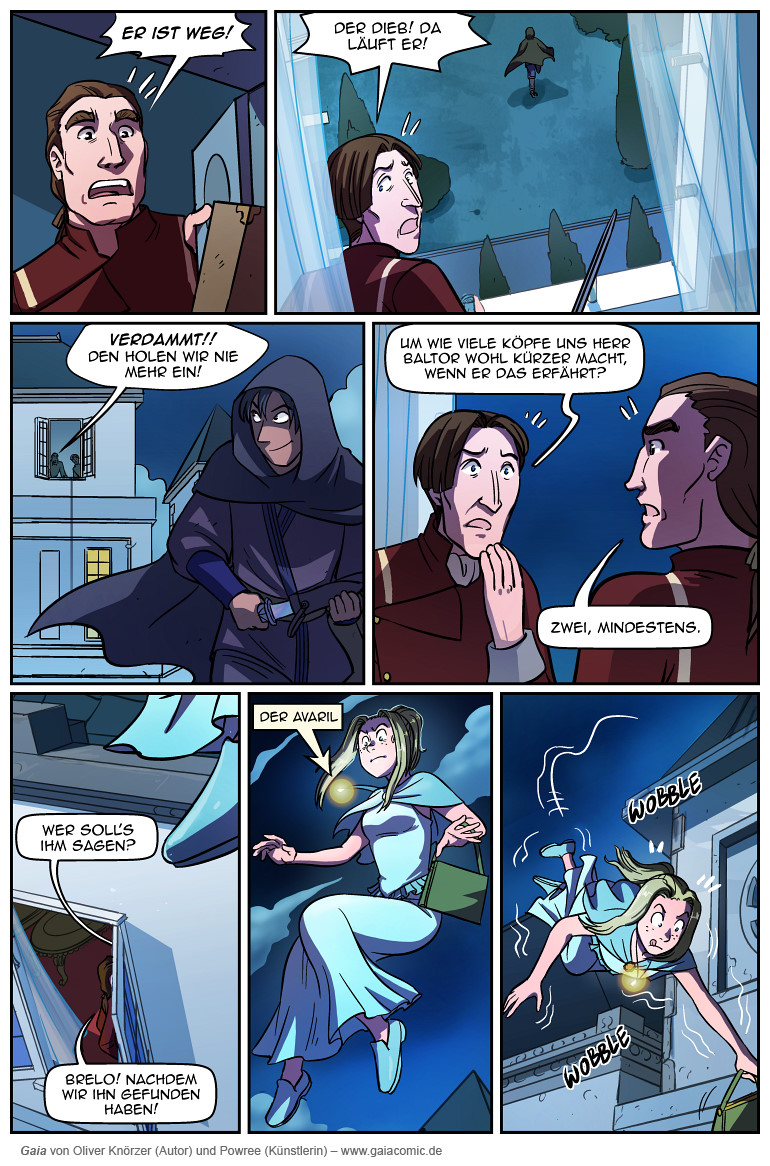 ER IST WEG!
DER DIEB! DA
LÄUFT ER!
VERDAMMT!!
DEN HOLEN WIR NIE
MEHR EIN!
UM WIE VIELE KÖPFE UNS HERR
BALTOR WOHL KÜRZER MACHT,
WENN ER DAS ERFÄHRT?
ZWEI, MINDESTENS.
WER SOLL'S
IHM SAGEN?
BRELO! NACHDEM
WIR IHN GEFUNDEN
HABEN!
DER AVARIL
WOBBLE
WOBBLE
Gaia von Oliver Knörzer (Autor) und Powree (Künstlerin) – www.gaiacomic.de